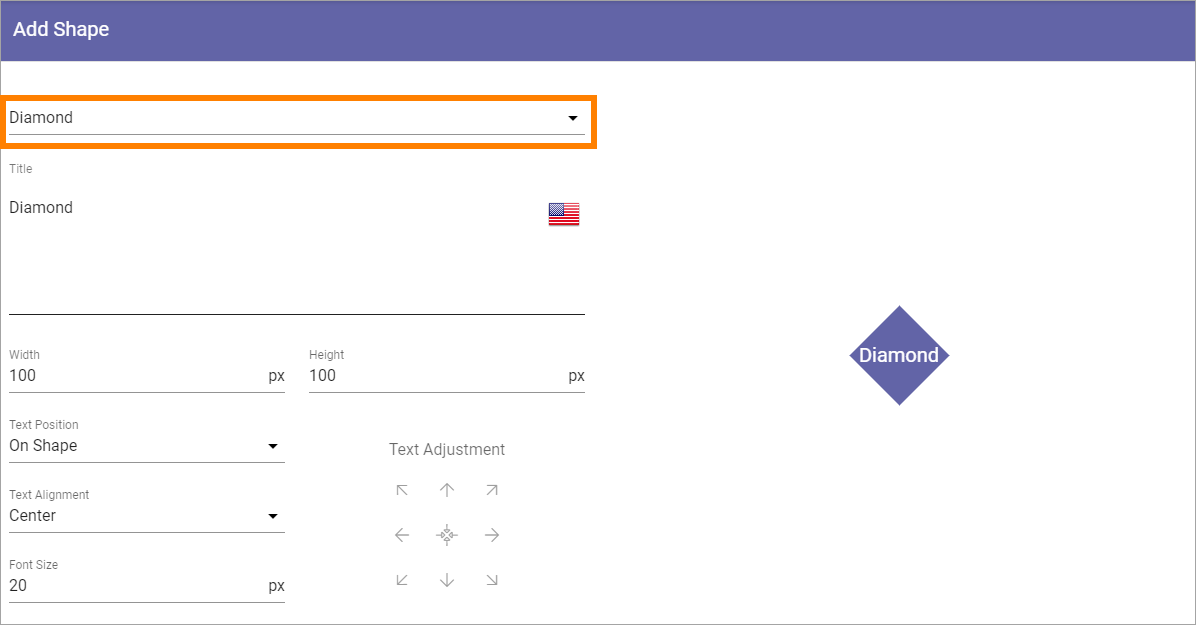 Add Shape
Diamond
Title
Diamond
Width
100 px
Height
100 px
Text Position
On Shape
Text Adjustment
Text Alignment
Center
Font Size
20 px
Diamond